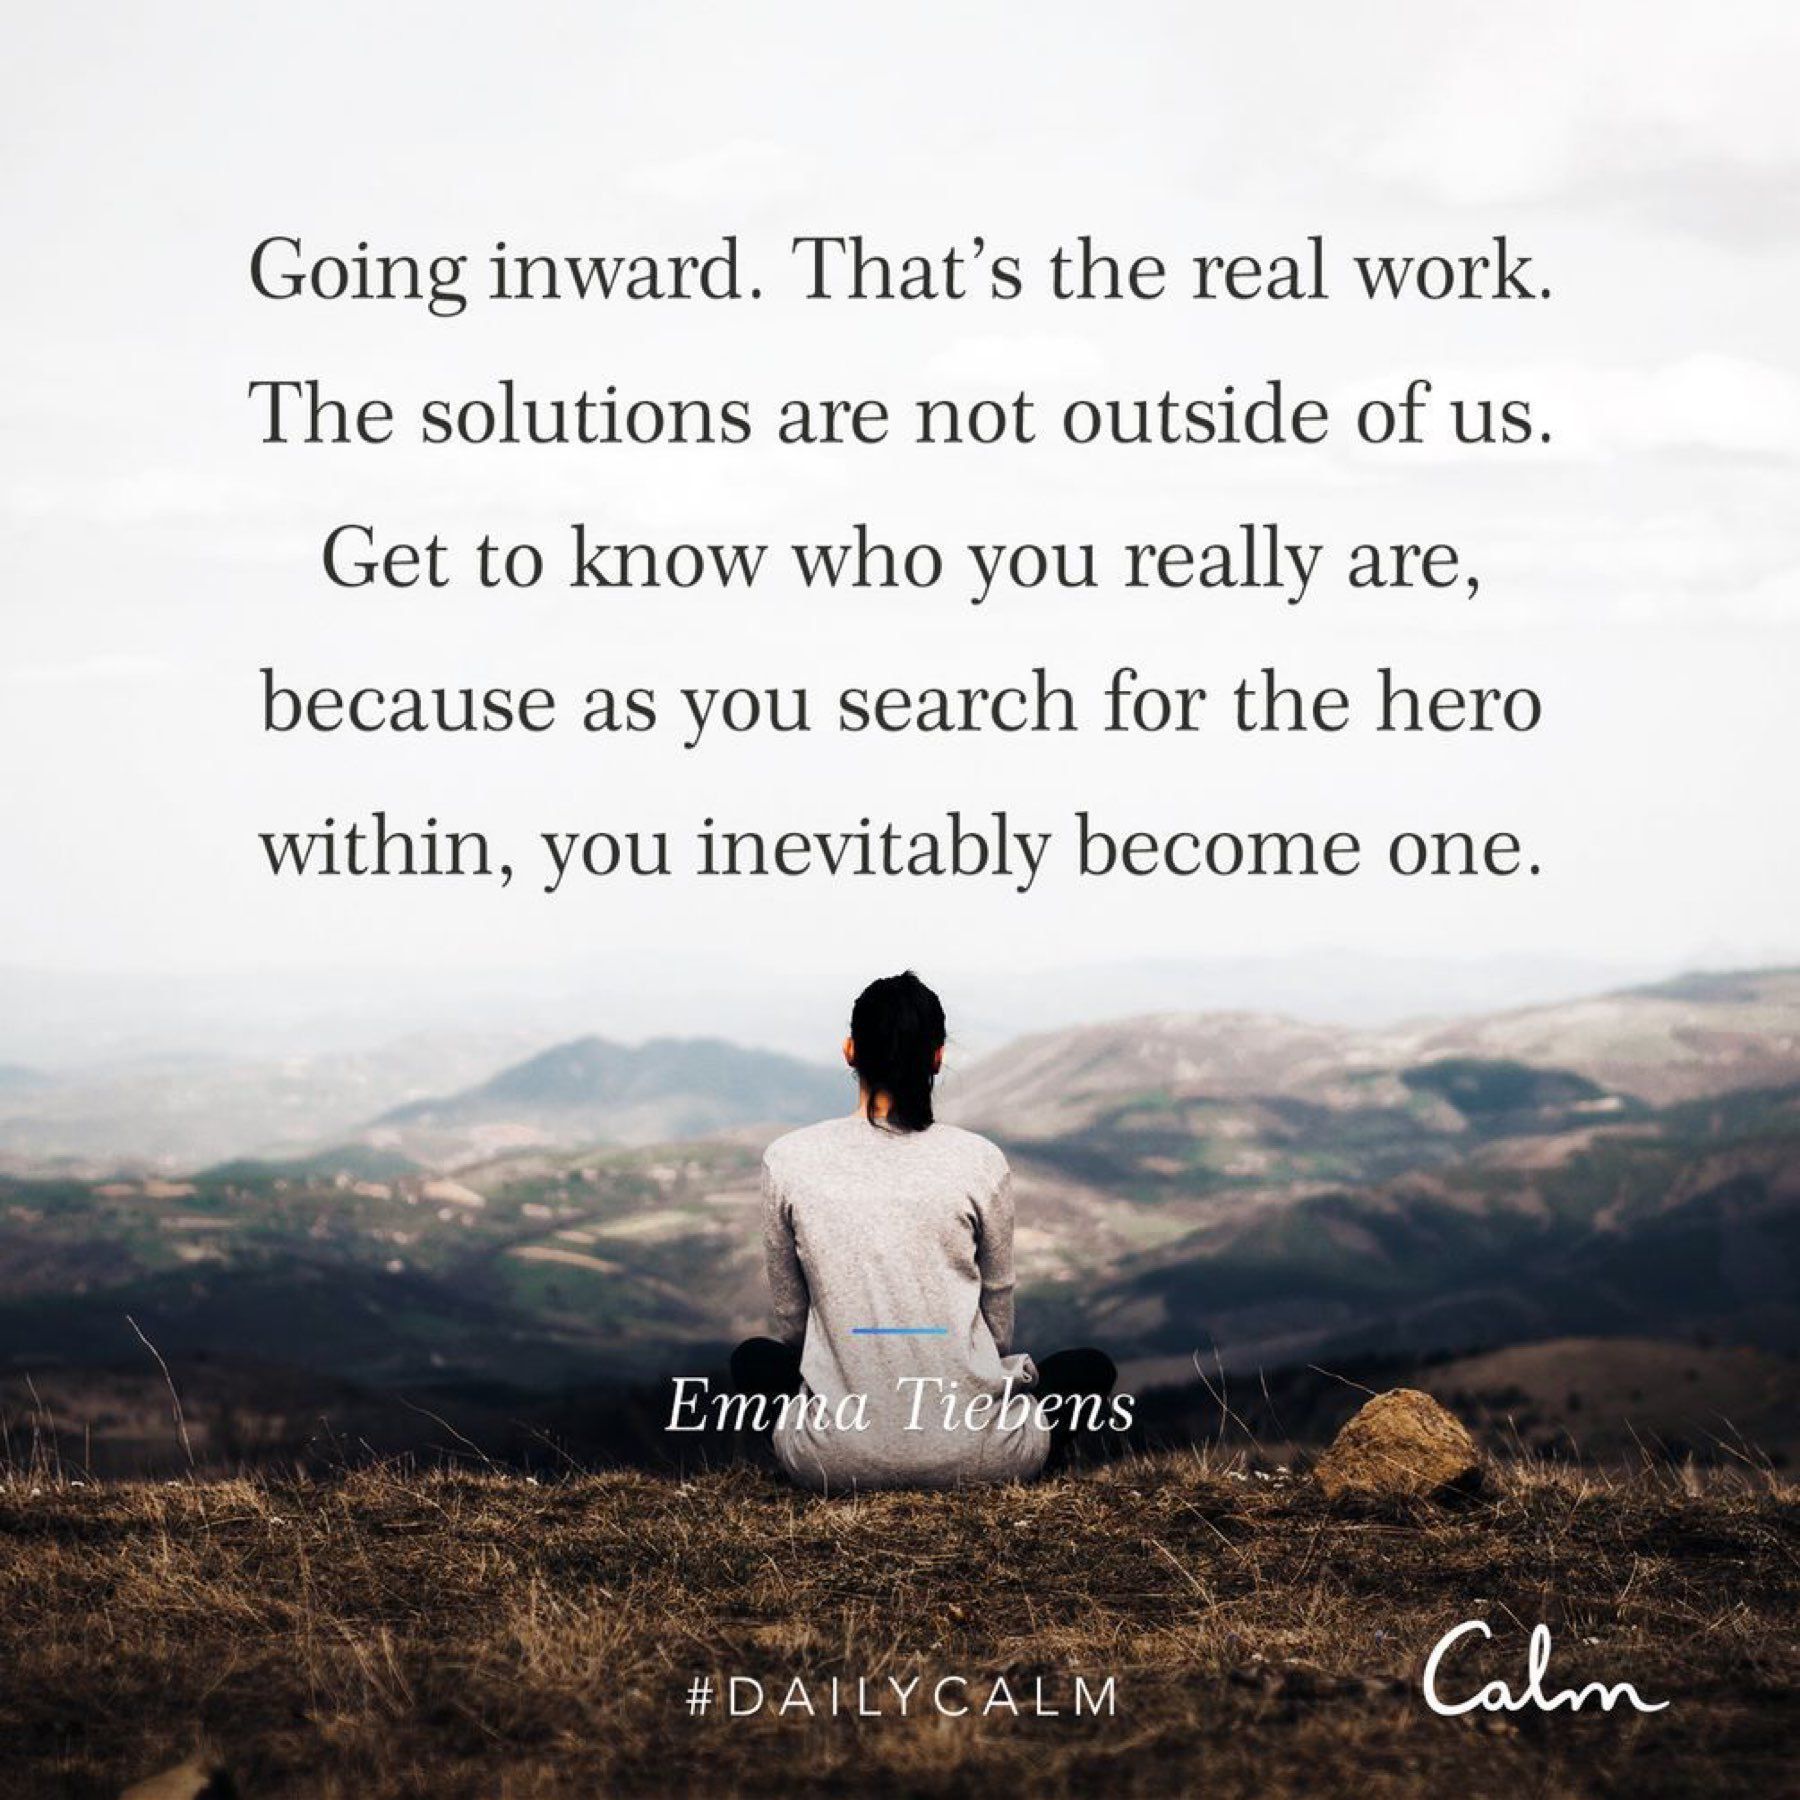 Going inward. That’s the real work.
The solutions are not outside of us.
Get to know who you really are,
because as you search for the hero
within, you inevitably become one.
Emma Tiebens
#DAILYCALM
Calm